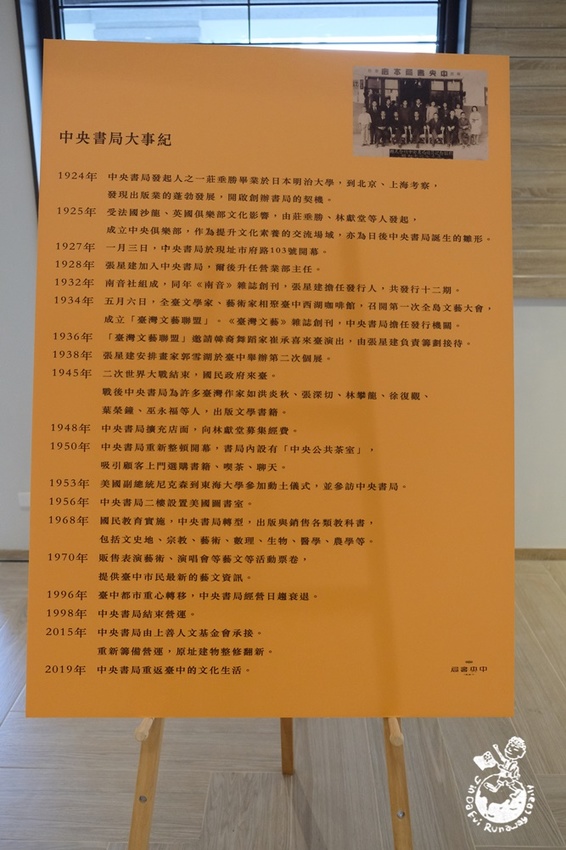 中央書局大事紀
1924年 中央書局發起人之一莊垂勝畢業於日本明治大學，到北京、上海考察，
發現出版業的蓬勃發展，開啟創辦書局的契機。
1925年 受法國沙龍、英國俱樂部文化影響，由莊垂勝、林獻堂等人發起，
成立中央俱樂部，作為提升文化素養的交流場域，亦為日後中央書局誕生的雛形。
1927年 一月三日，中央書局於現址市府路103號開幕。
1928年 張星建加入中央書局，爾後升任營業部主任。
1932年 南音社組成，同年《南音》雜誌創刊，張星建擔任發行人，共發行十二期。
1934年 五月六日，全臺文學家、藝術家相聚臺中西湖咖啡館，召開第一次全島文藝大會，
成立「臺灣文藝聯盟」。《臺灣文藝》雜誌創刊，中央書局擔任發行機關。
1936年 「臺灣文藝聯盟」邀請韓裔舞蹈家崔承喜來臺演出，由張星建負責籌劃接待。
1938年 張星建安排畫家郭雪湖於臺中舉辦第二次個展。
1945年 二次世界大戰結束，國民政府來臺。
戰後中央書局為許多臺灣作家如洪炎秋、張深切、林攀龍、徐復觀、
葉榮鐘、巫永福等人，出版文學書籍。
1948年 中央書局擴充店面，向林獻堂募集經費。
1950年 中央書局重新整頓開幕，書局內設有「中央公共茶室」，
吸引顧客上門選購書籍、喫茶、聊天。
1953年 美國副總統尼克森到東海大學參加動土儀式，並參訪中央書局。
1956年 中央書局二樓設置美國圖書室。
1968年 國民教育實施，中央書局轉型，出版與銷售各類教科書，
包括文史地、宗教、藝術、數理、生物、醫學、農學等。
1970年 販售表演藝術、演唱會等藝文等活動票卷，
提供臺中市民最新的藝文資訊。
1996年 臺中都市重心轉移，中央書局經營日趨衰退。
1998年 中央書局結束營運。
2015年 中央書局由上善人文基金會承接。
重新籌備營運，原址建物整修翻新。
2019年 中央書局重返臺中的文化生活。
局書央中
JinDaFui Runaway Heart